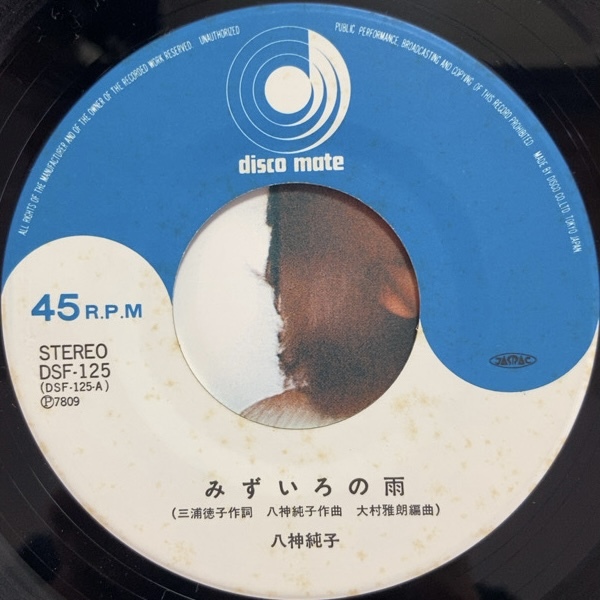 ALL RIGHTS OF THE MANUFACTURER AND OF THE OWNER OF THE RECORDED WORK RESERVED UNAUTHORIZED PUBLIC PERFORMANCE, BROADCASTING AND COPYING OF THIS RECORD PROHIBITED MADE BY DISCO CO., LTD. TOKYO JAPAN
disco mate
45 R.P.M
STEREO
DSF-125
(DSF-125-A)
Ⓟ7809
JASRAC
みずいろの雨
(三浦徳子作詞 八神純子作曲 大村雅朗編曲)
八神純子